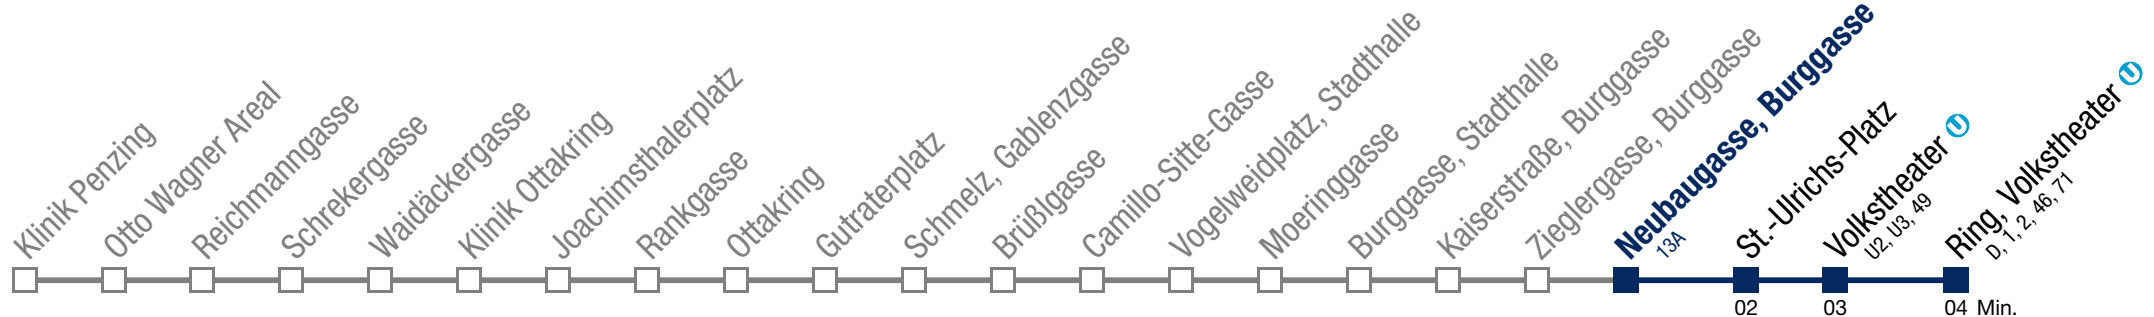 Klinik Penzing
Otto Wagner Areal
Reichmanngasse
Schrekergasse
Waidäckergasse
Klinik Ottakring
Joachimsthalerplatz
Rankgasse
Ottakring
Gutraterplatz
Schmelz, Gablenzgasse
Brüßlgasse
Camillo-Sitte-Gasse
Vogelweidplatz, Stadthalle
Moeringgasse
Burggasse, Stadthalle
Kaiserstraße, Burggasse
Zieglergasse, Burggasse
Neubaugasse, Burggasse
13A
St.-Ulrichs-Platz
Volkstheater U
U2, U3, 49
Ring, Volkstheater U
D, 1, 2, 46, 71
02 03 04 Min.